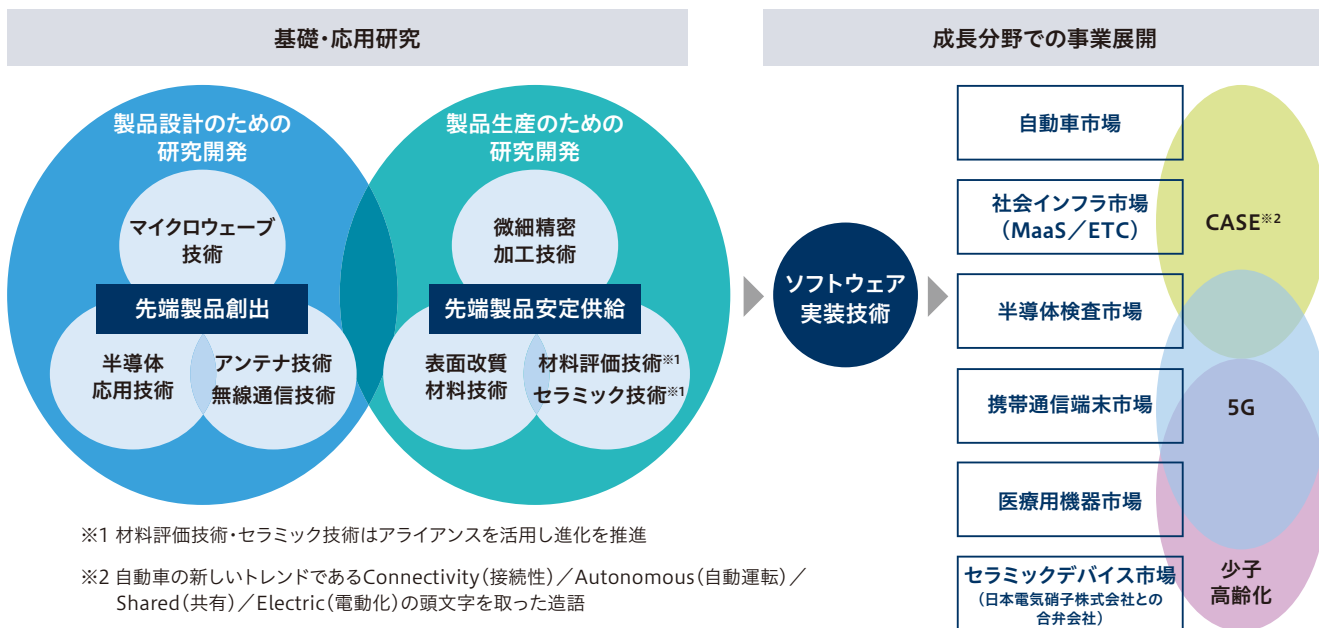 基礎・応用研究
製品設計のための
研究開発
マイクロウェーブ
技術
先端製品創出
半導体
応用技術
アンテナ技術
無線通信技術
製品生産のための
研究開発
微細精密
加工技術
先端製品安定供給
表面改質
材料技術
材料評価技術※1
セラミック技術※1
ソフトウェア
実装技術
成長分野での事業展開
自動車市場
社会インフラ市場
（MaaS／ETC）
半導体検査市場
携帯通信端末市場
医療用機器市場
セラミックデバイス市場
（日本電気硝子株式会社との
合弁会社）
CASE※2
5G
少子
高齢化
※1 材料評価技術・セラミック技術はアライアンスを活用し進化を推進
※2 自動車の新しいトレンドであるConnectivity（接続性）／Autonomous（自動運転）／
Shared（共有）／Electric（電動化）の頭文字を取った造語